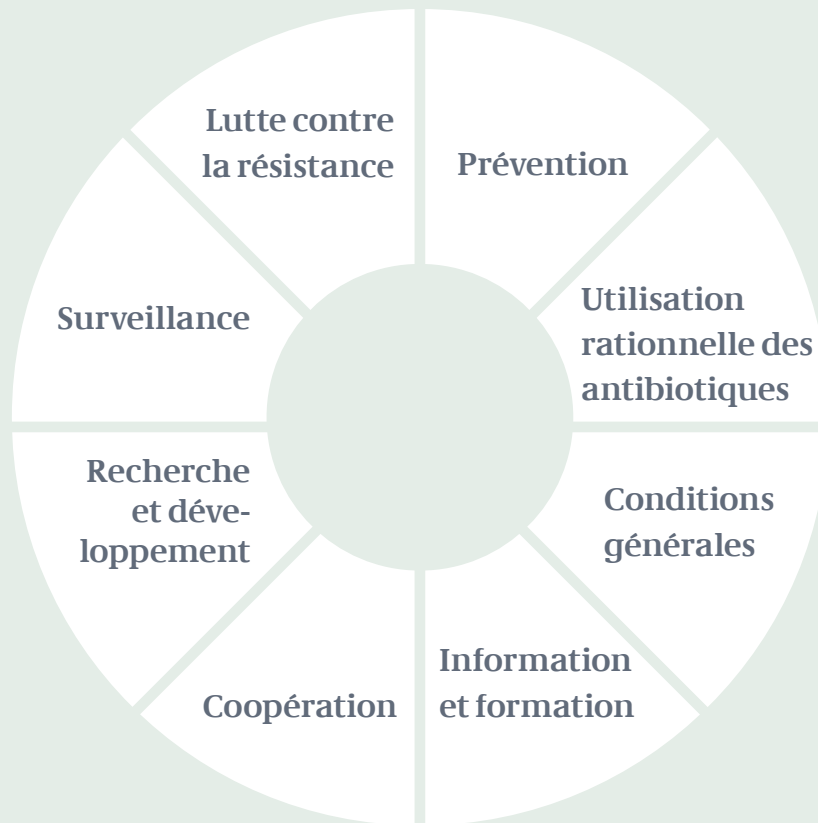 Lutte contre
la résistance
Prévention
Utilisation
rationnelle des
antibiotiques
Conditions
générales
Information
et formation
Coopération
Recherche
et déve-
loppement
Surveillance